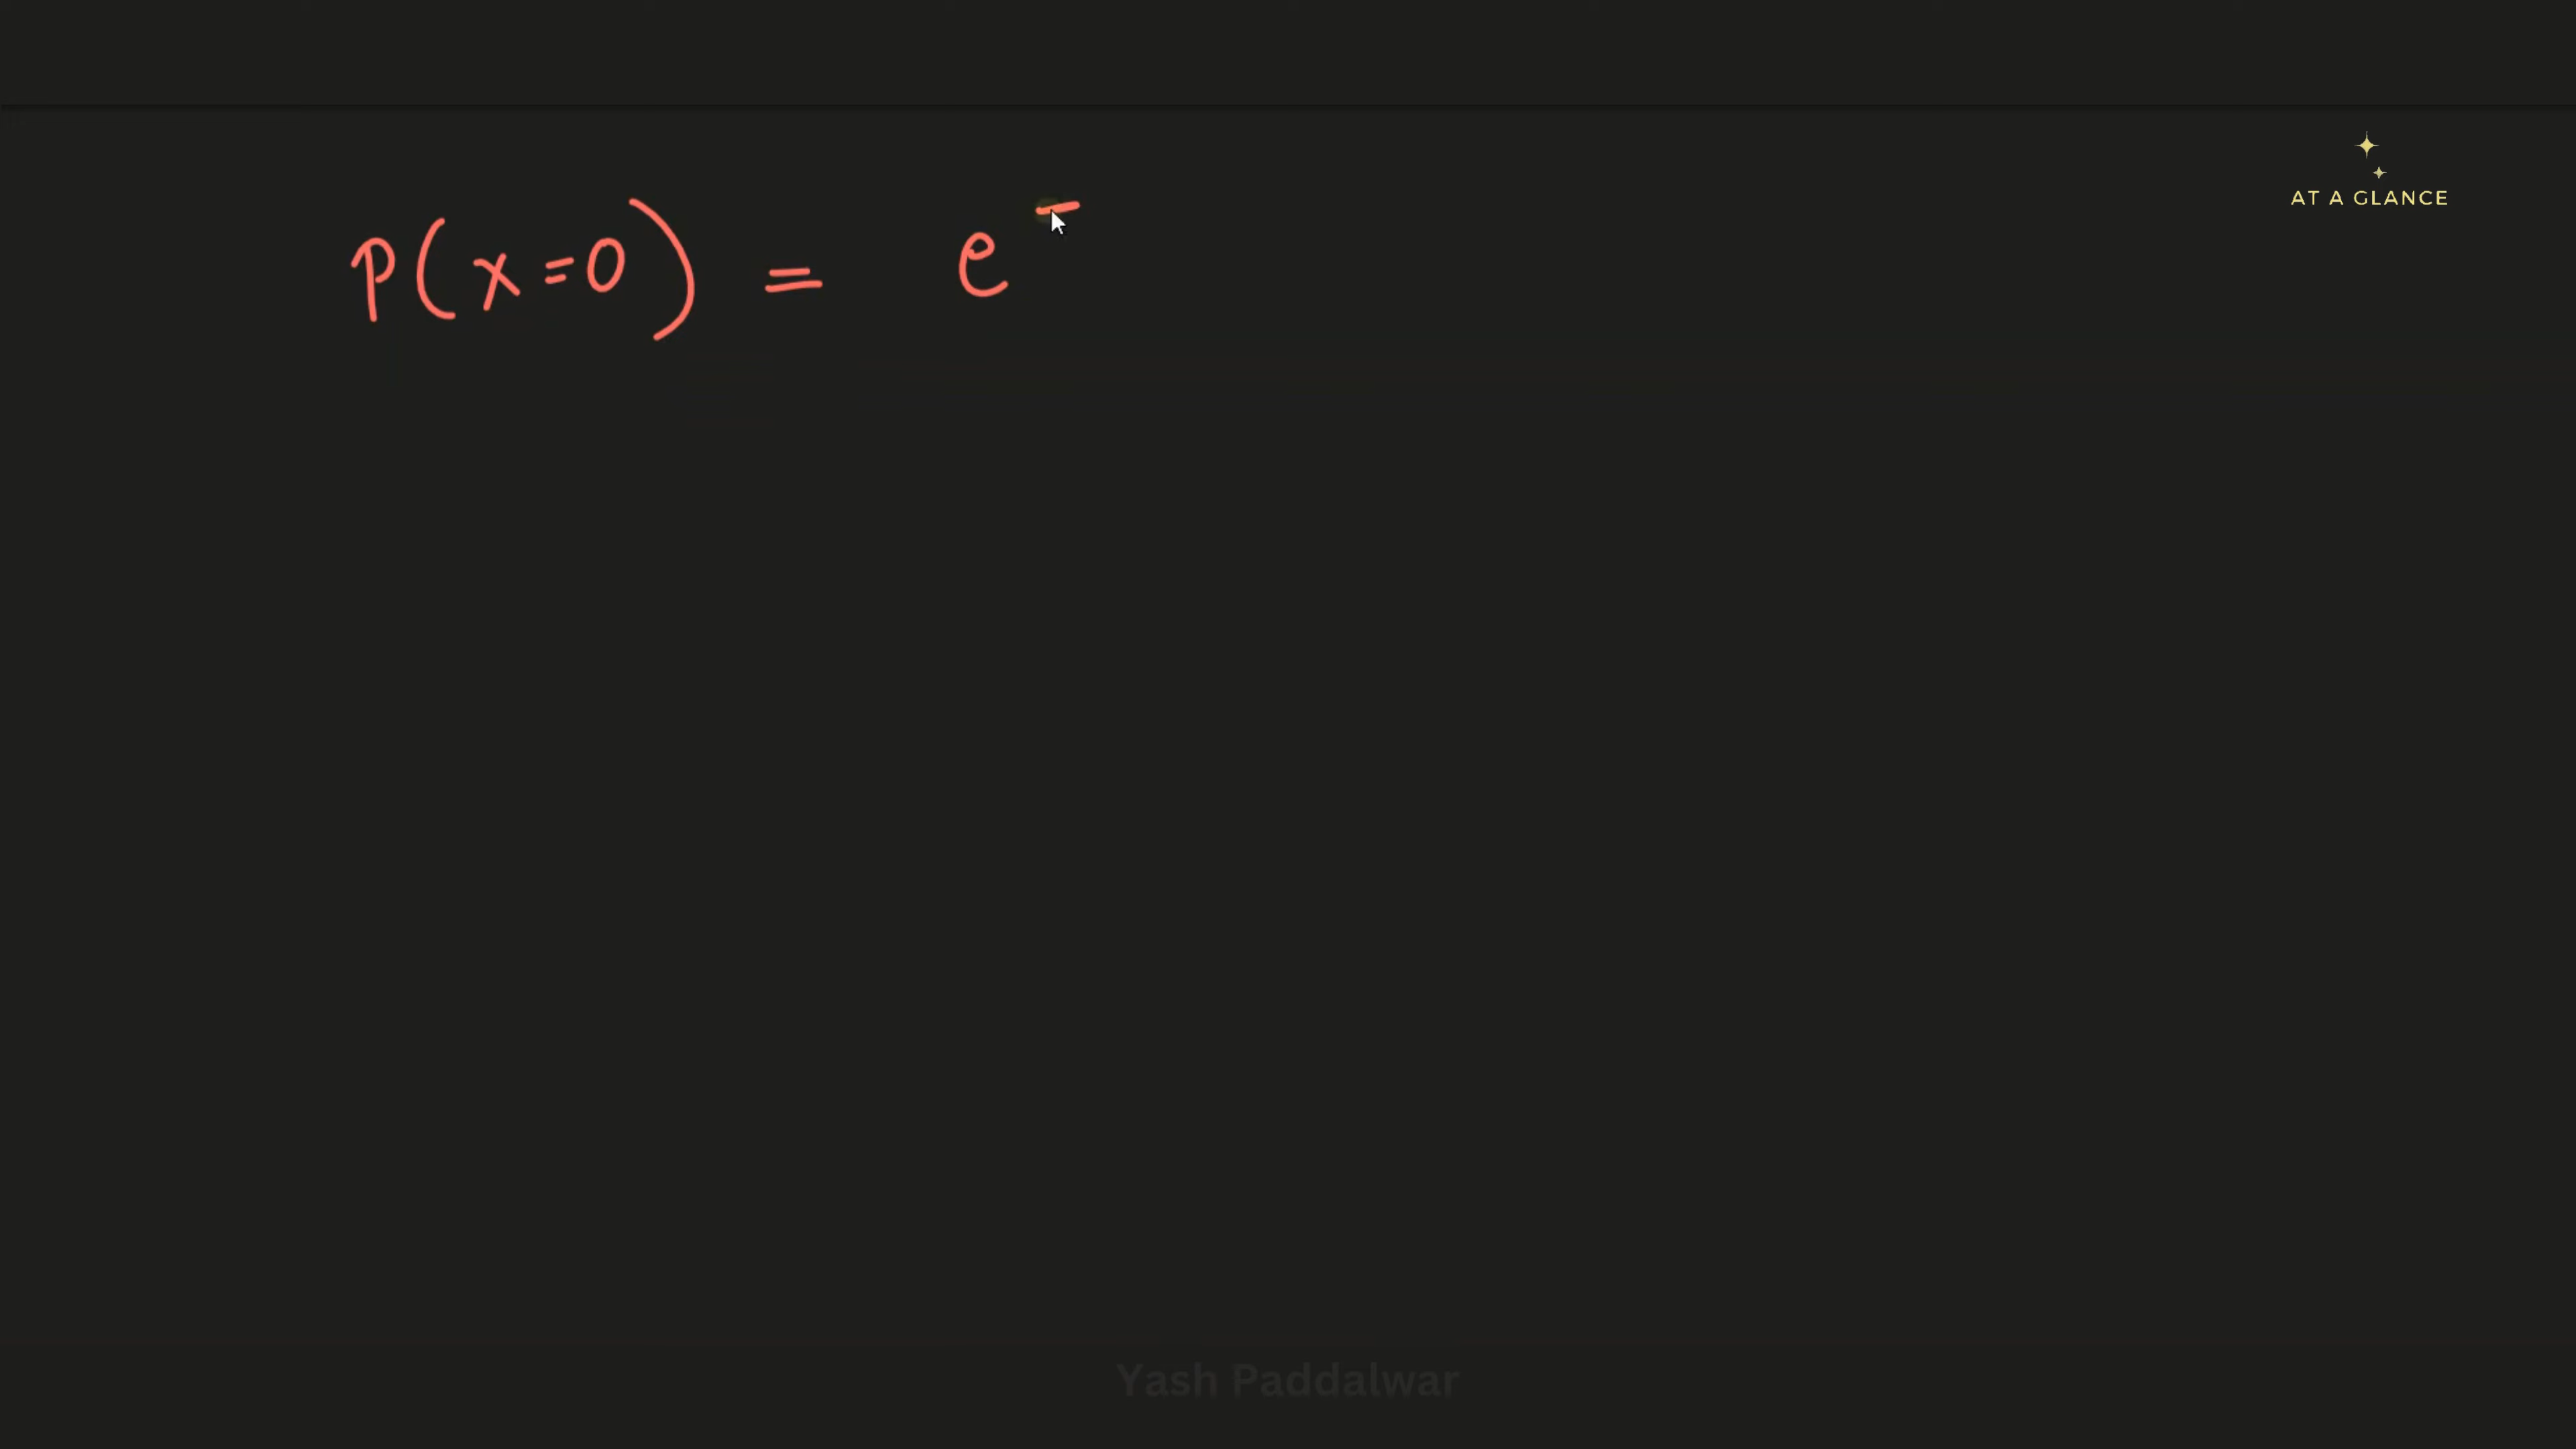 AT A GLANCE
P(x=0) = e⁻
Yash Paddalwar